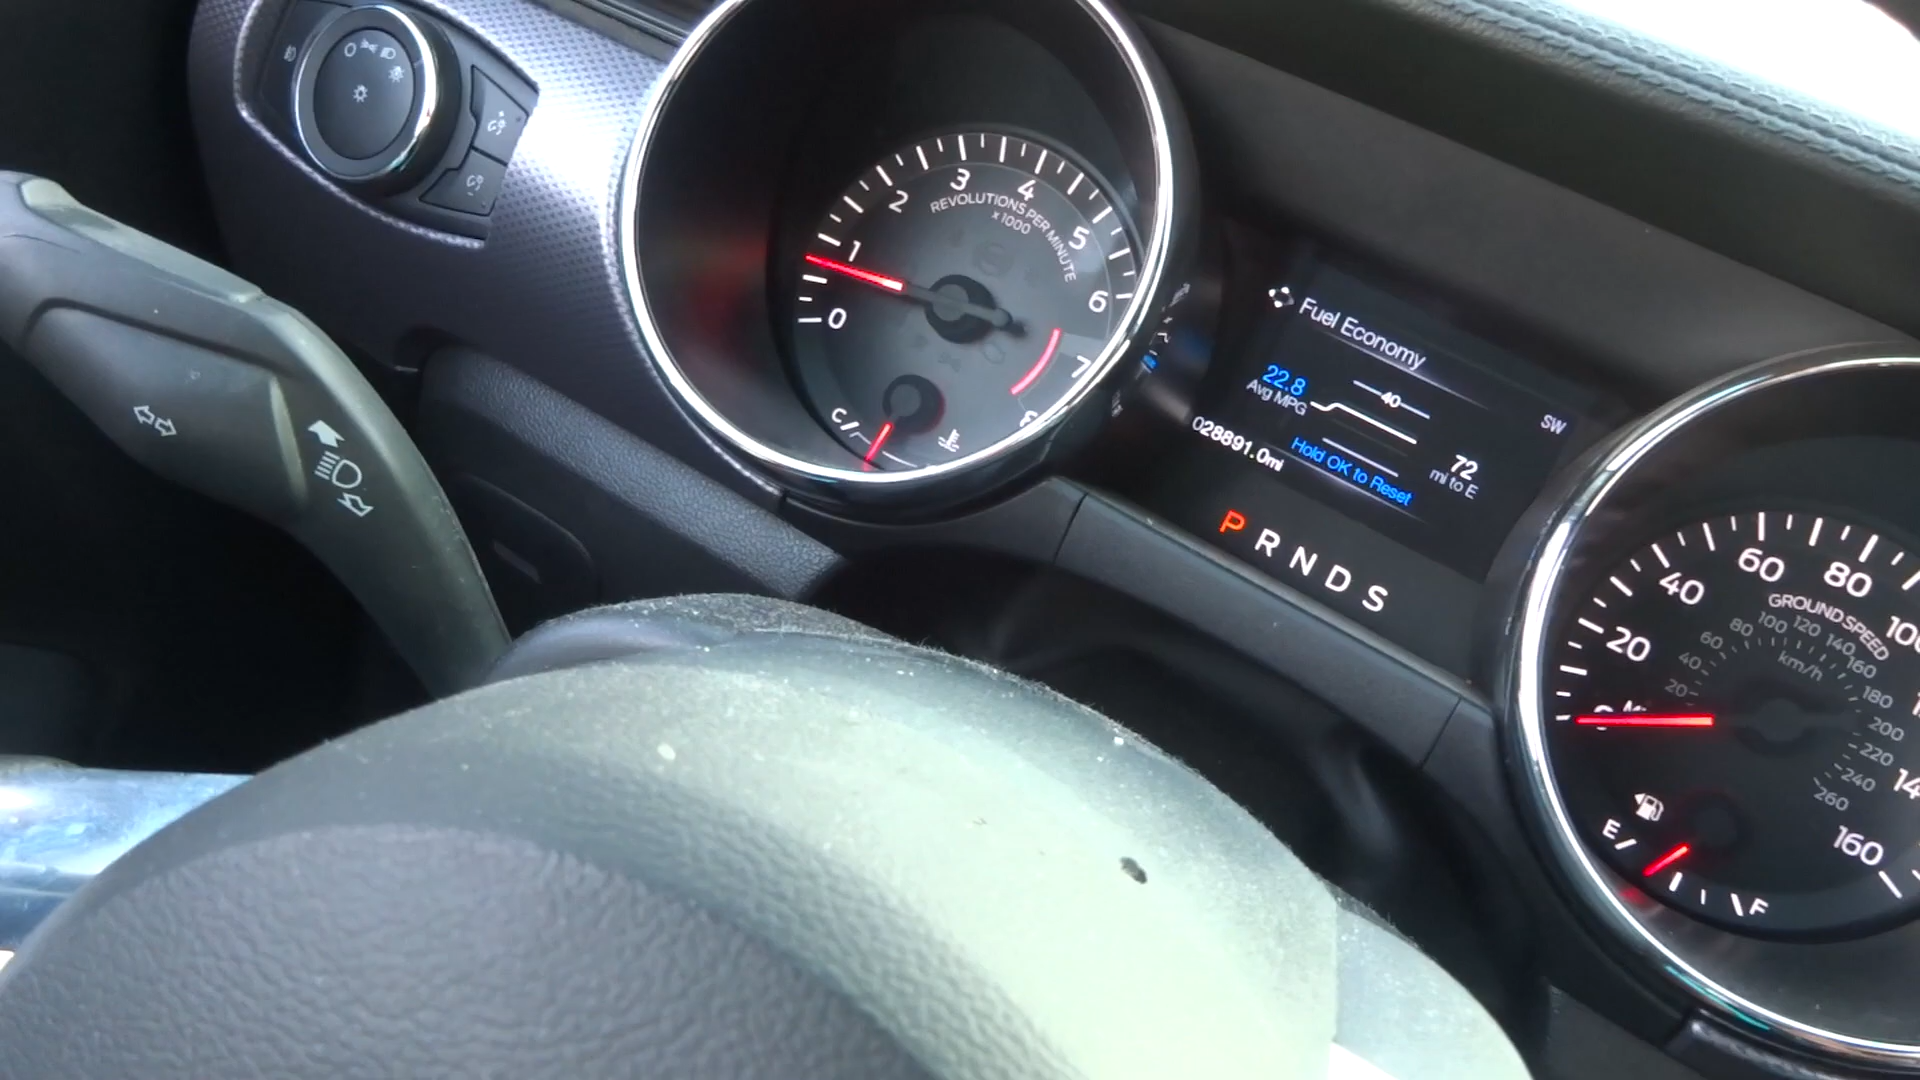 0
1
2
3
4
5
6
7
8
REVOLUTIONS PER MINUTE
x 1000
C
Fuel Economy
22.8
Avg MPG
40
SW
028891.0mi
Hold OK to Reset
72
mi to E
P R N D S
20
40
60
80
160
GROUND SPEED
20
40
60
80
100
120
140
160
180
200
220
240
260
km/h
E
F